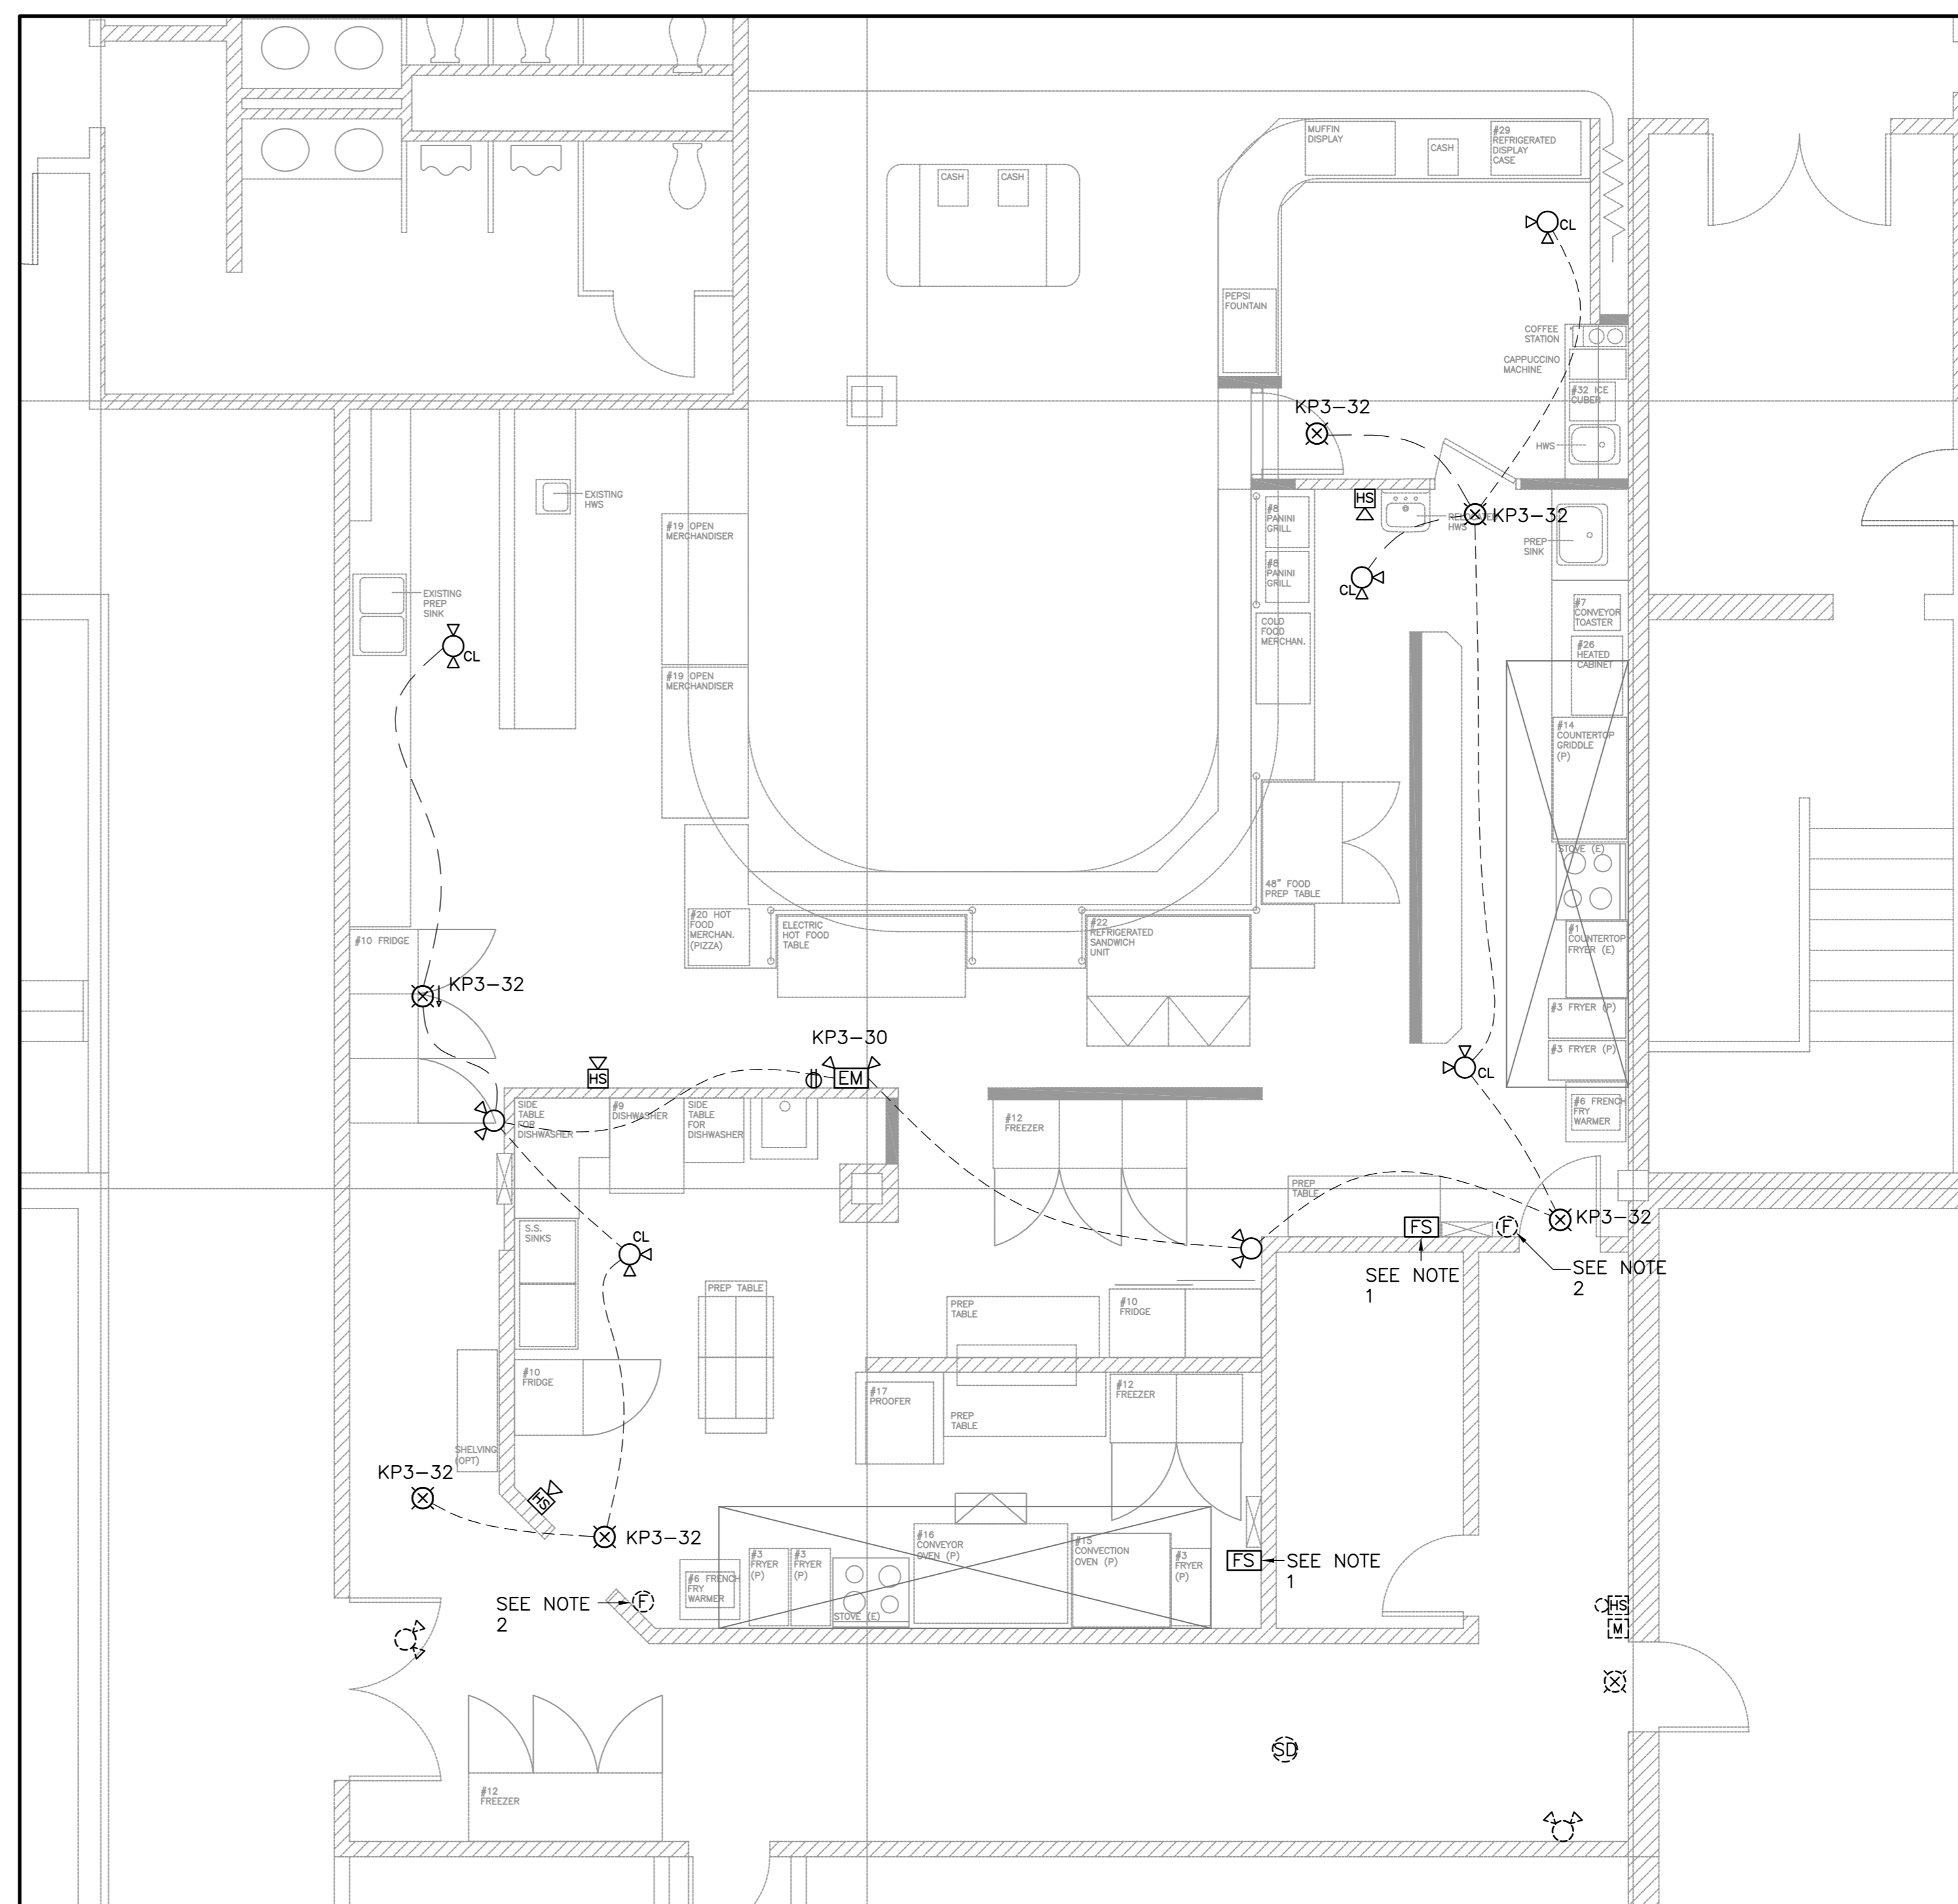 MUFFIN
DISPLAY
CASH
#29
REFRIGERATED
DISPLAY
CASE
CASH
CASH
CL
PEPSI
FOUNTAIN
COFFEE
STATION
CAPPUCCINO
MACHINE
#32 ICE
CUBER
HWS
KP3-32
EXISTING
HWS
HS
#8
PANINI
GRILL
RELOCATED
HWS
KP3-32
#19 OPEN
MERCHANDISER
PREP
SINK
#8
PANINI
GRILL
CL
EXISTING
PREP
SINK
#7
CONVEYOR
TOASTER
COLD
FOOD
MERCHAN.
#26
HEATED
CABINET
CL
#19 OPEN
MERCHANDISER
#14
COUNTERTOP
GRIDDLE
(P)
STOVE (E)
48" FOOD
PREP TABLE
#20 HOT
FOOD
MERCHAN.
(PIZZA)
ELECTRIC
HOT FOOD
TABLE
#22
REFRIGERATED
SANDWICH
UNIT
#1
COUNTERTOP
FRYER (E)
#10 FRIDGE
KP3-32
#3 FRYER (P)
KP3-30
#3 FRYER (P)
HS
EM
CL
SIDE
TABLE
FOR
DISHWASHER
#9
DISHWASHER
SIDE
TABLE
FOR
DISHWASHER
#12
FREEZER
#6 FRENCH
FRY
WARMER
PREP
TABLE
S.S.
SINKS
CL
FS
F
KP3-32
SEE NOTE
1
SEE NOTE
2
PREP TABLE
PREP
TABLE
#10
FRIDGE
#10
FRIDGE
#17
PROOFER
#12
FREEZER
PREP
TABLE
SHELVING
(OPT)
KP3-32
HS
KP3-32
#16
CONVEYOR
OVEN (P)
#15
CONVECTION
OVEN (P)
#3
FRYER
(P)
#3
FRYER
(P)
#3
FRYER
(P)
FS
SEE NOTE
1
#6 FRENCH
FRY
WARMER
STOVE (E)
SEE NOTE
2
F
HS
M
SD
#12
FREEZER